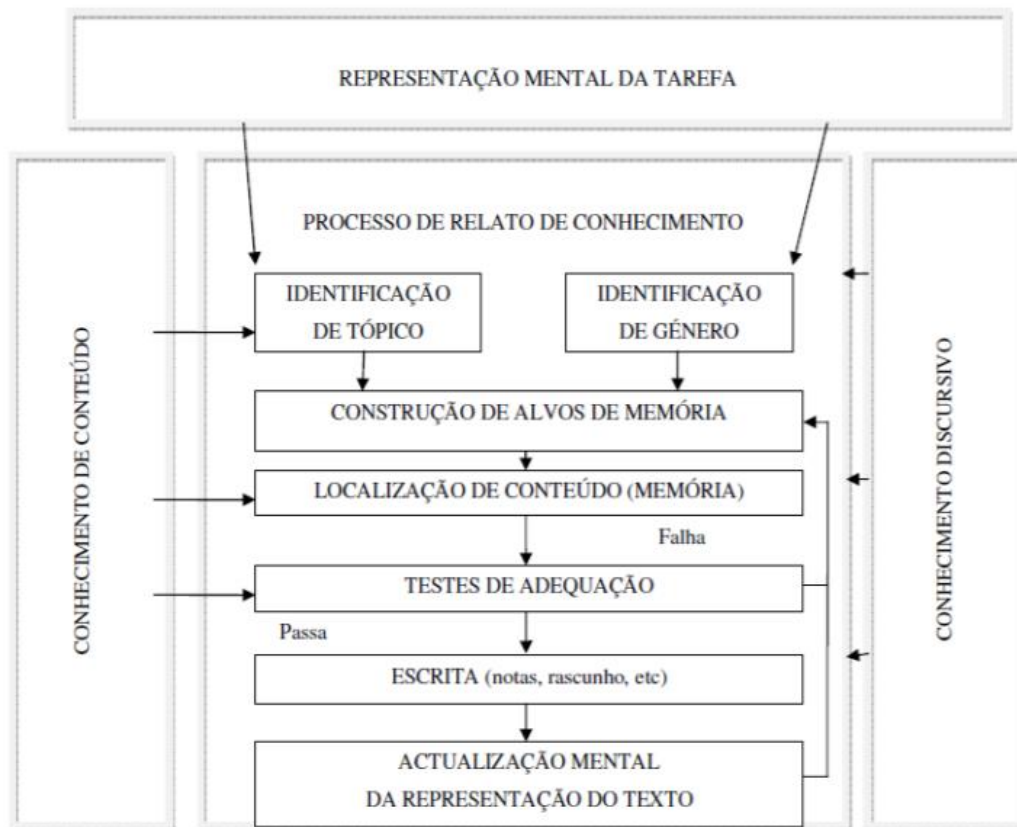 REPRESENTAÇÃO MENTAL DA TAREFA
PROCESSO DE RELATO DE CONHECIMENTO
IDENTIFICAÇÃO
DE TÓPICO
IDENTIFICAÇÃO
DE GÉNERO
CONHECIMENTO DE CONTEÚDO
CONSTRUÇÃO DE ALVOS DE MEMÓRIA
LOCALIZAÇÃO DE CONTEÚDO (MEMÓRIA)
Falha
TESTES DE ADEQUAÇÃO
Passa
ESCRITA (notas, rascunho, etc)
ACTUALIZAÇÃO MENTAL
DA REPRESENTAÇÃO DO TEXTO
CONHECIMENTO DISCURSIVO